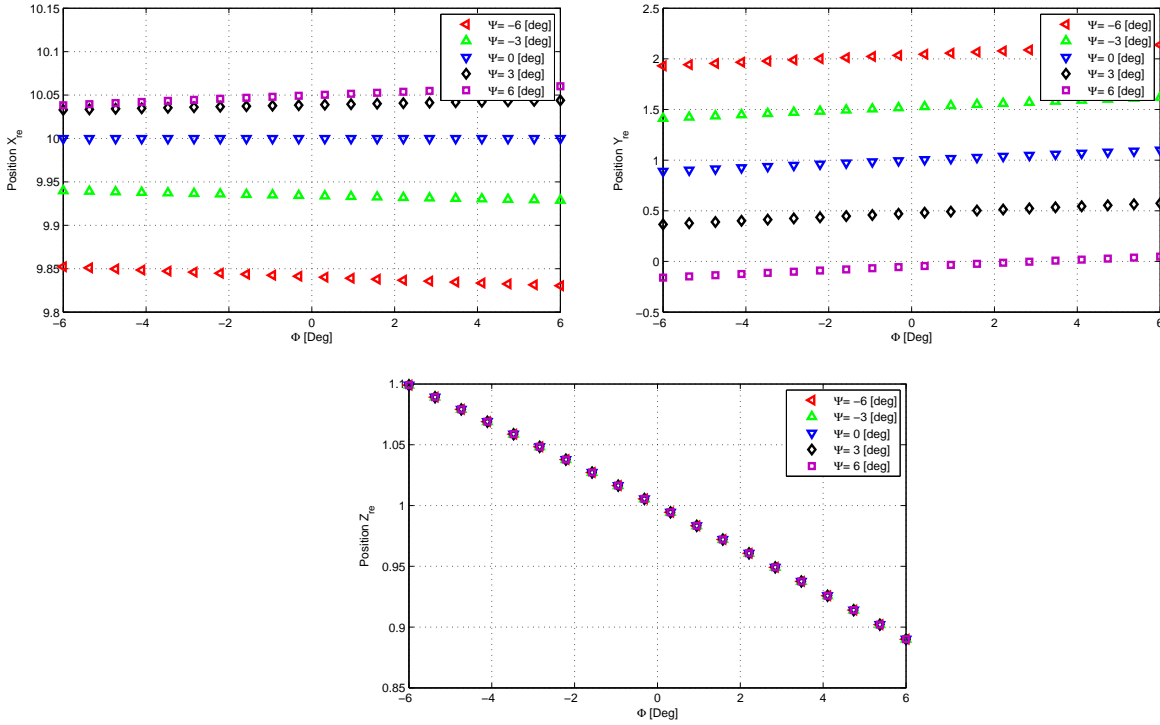 10.15
10.1
10.05
10
9.95
9.9
9.85
9.8
−6
−4
−2
0
2
4
6
Φ [Deg]
Position X_re
Ψ= −6 [deg]
Ψ= −3 [deg]
Ψ= 0 [deg]
Ψ= 3 [deg]
Ψ= 6 [deg]
2.5
2
1.5
1
0.5
0
−0.5
−6
−4
−2
0
2
4
6
Φ [Deg]
Position Y_re
Ψ= −6 [deg]
Ψ= −3 [deg]
Ψ= 0 [deg]
Ψ= 3 [deg]
Ψ= 6 [deg]
1.1
1.05
1
0.95
0.9
0.85
−6
−4
−2
0
2
4
6
Φ [Deg]
Position Z_re
Ψ= −6 [deg]
Ψ= −3 [deg]
Ψ= 0 [deg]
Ψ= 3 [deg]
Ψ= 6 [deg]